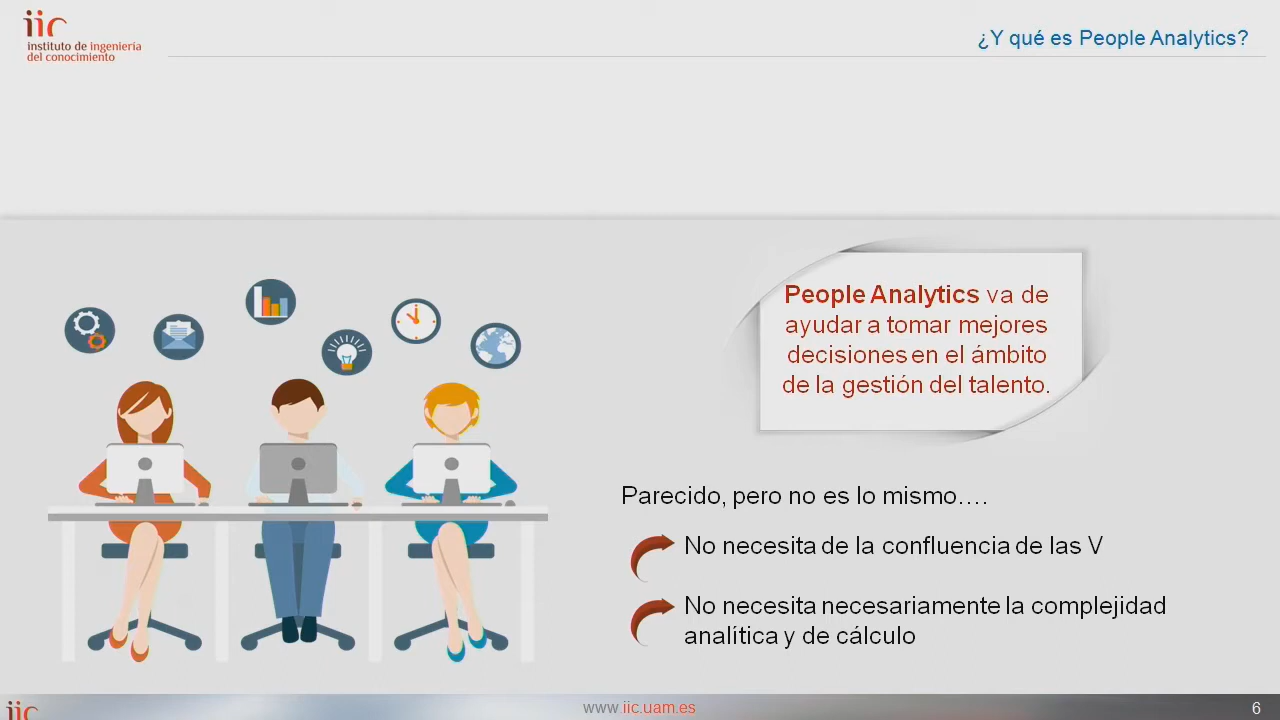 iic
instituto de ingeniería
del conocimiento
¿Y qué es People Analytics?
People Analytics va de
ayudar a tomar mejores
decisiones en el ámbito
de la gestión del talento.
Parecido, pero no es lo mismo….
No necesita de la confluencia de las V
No necesita necesariamente la complejidad
analítica y de cálculo
iic
www.iic.uam.es
6